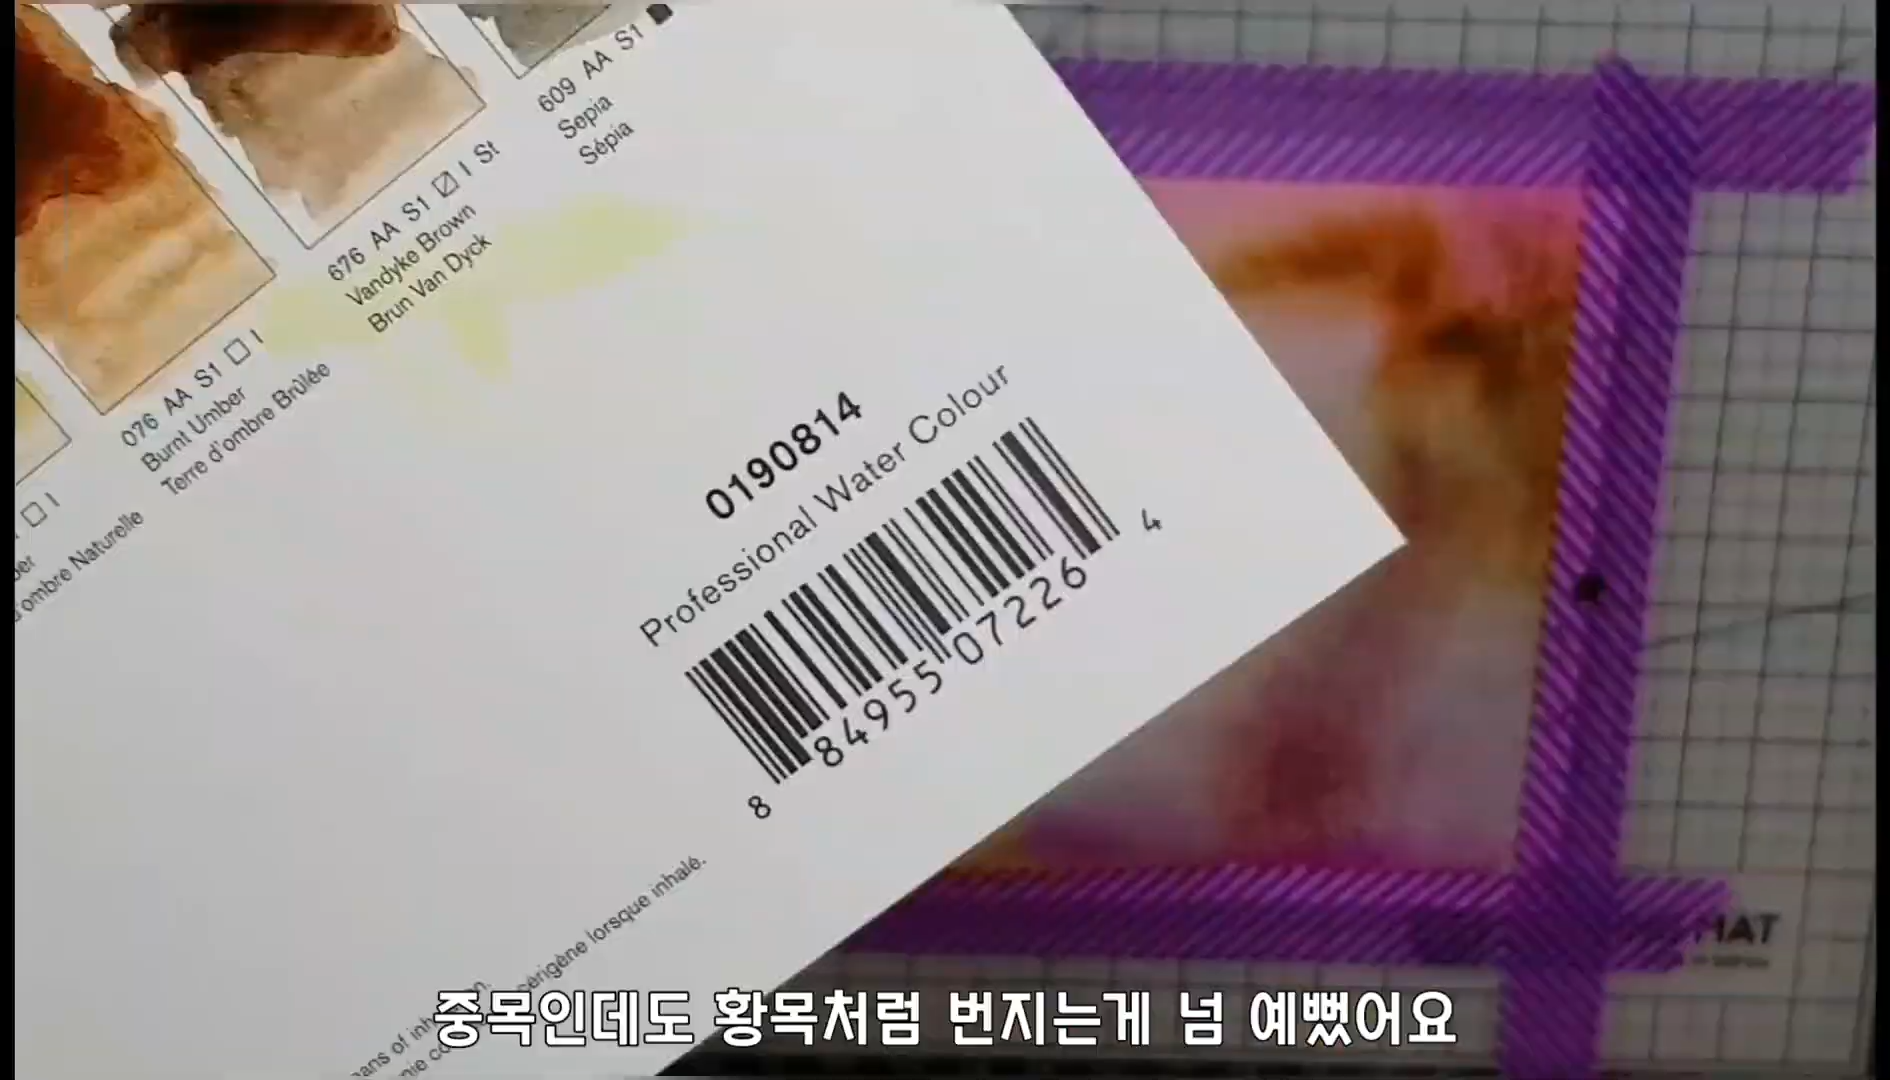 609 AA S1
Sepia
Sépia
676 AA S1 I St
Vandyke Brown
Brun Van Dyck
076 AA S1 I
Burnt Umber
Terre d'ombre Brûlée
I
d'ombre Naturelle
0190814
Professional Water Colour
8 84955 07226 4
lorsque inhalé.
MAT
중목인데도 황목처럼 번지는게 넘 예뻤어요